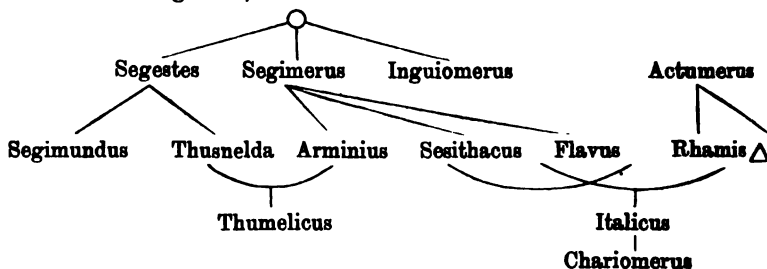 Segestes Segimerus Inguiomerus Actumerus
Segimundus Thusnelda Arminius Sesithacus Flavus Rhamis △
Thumelicus Italicus
Chariomerus